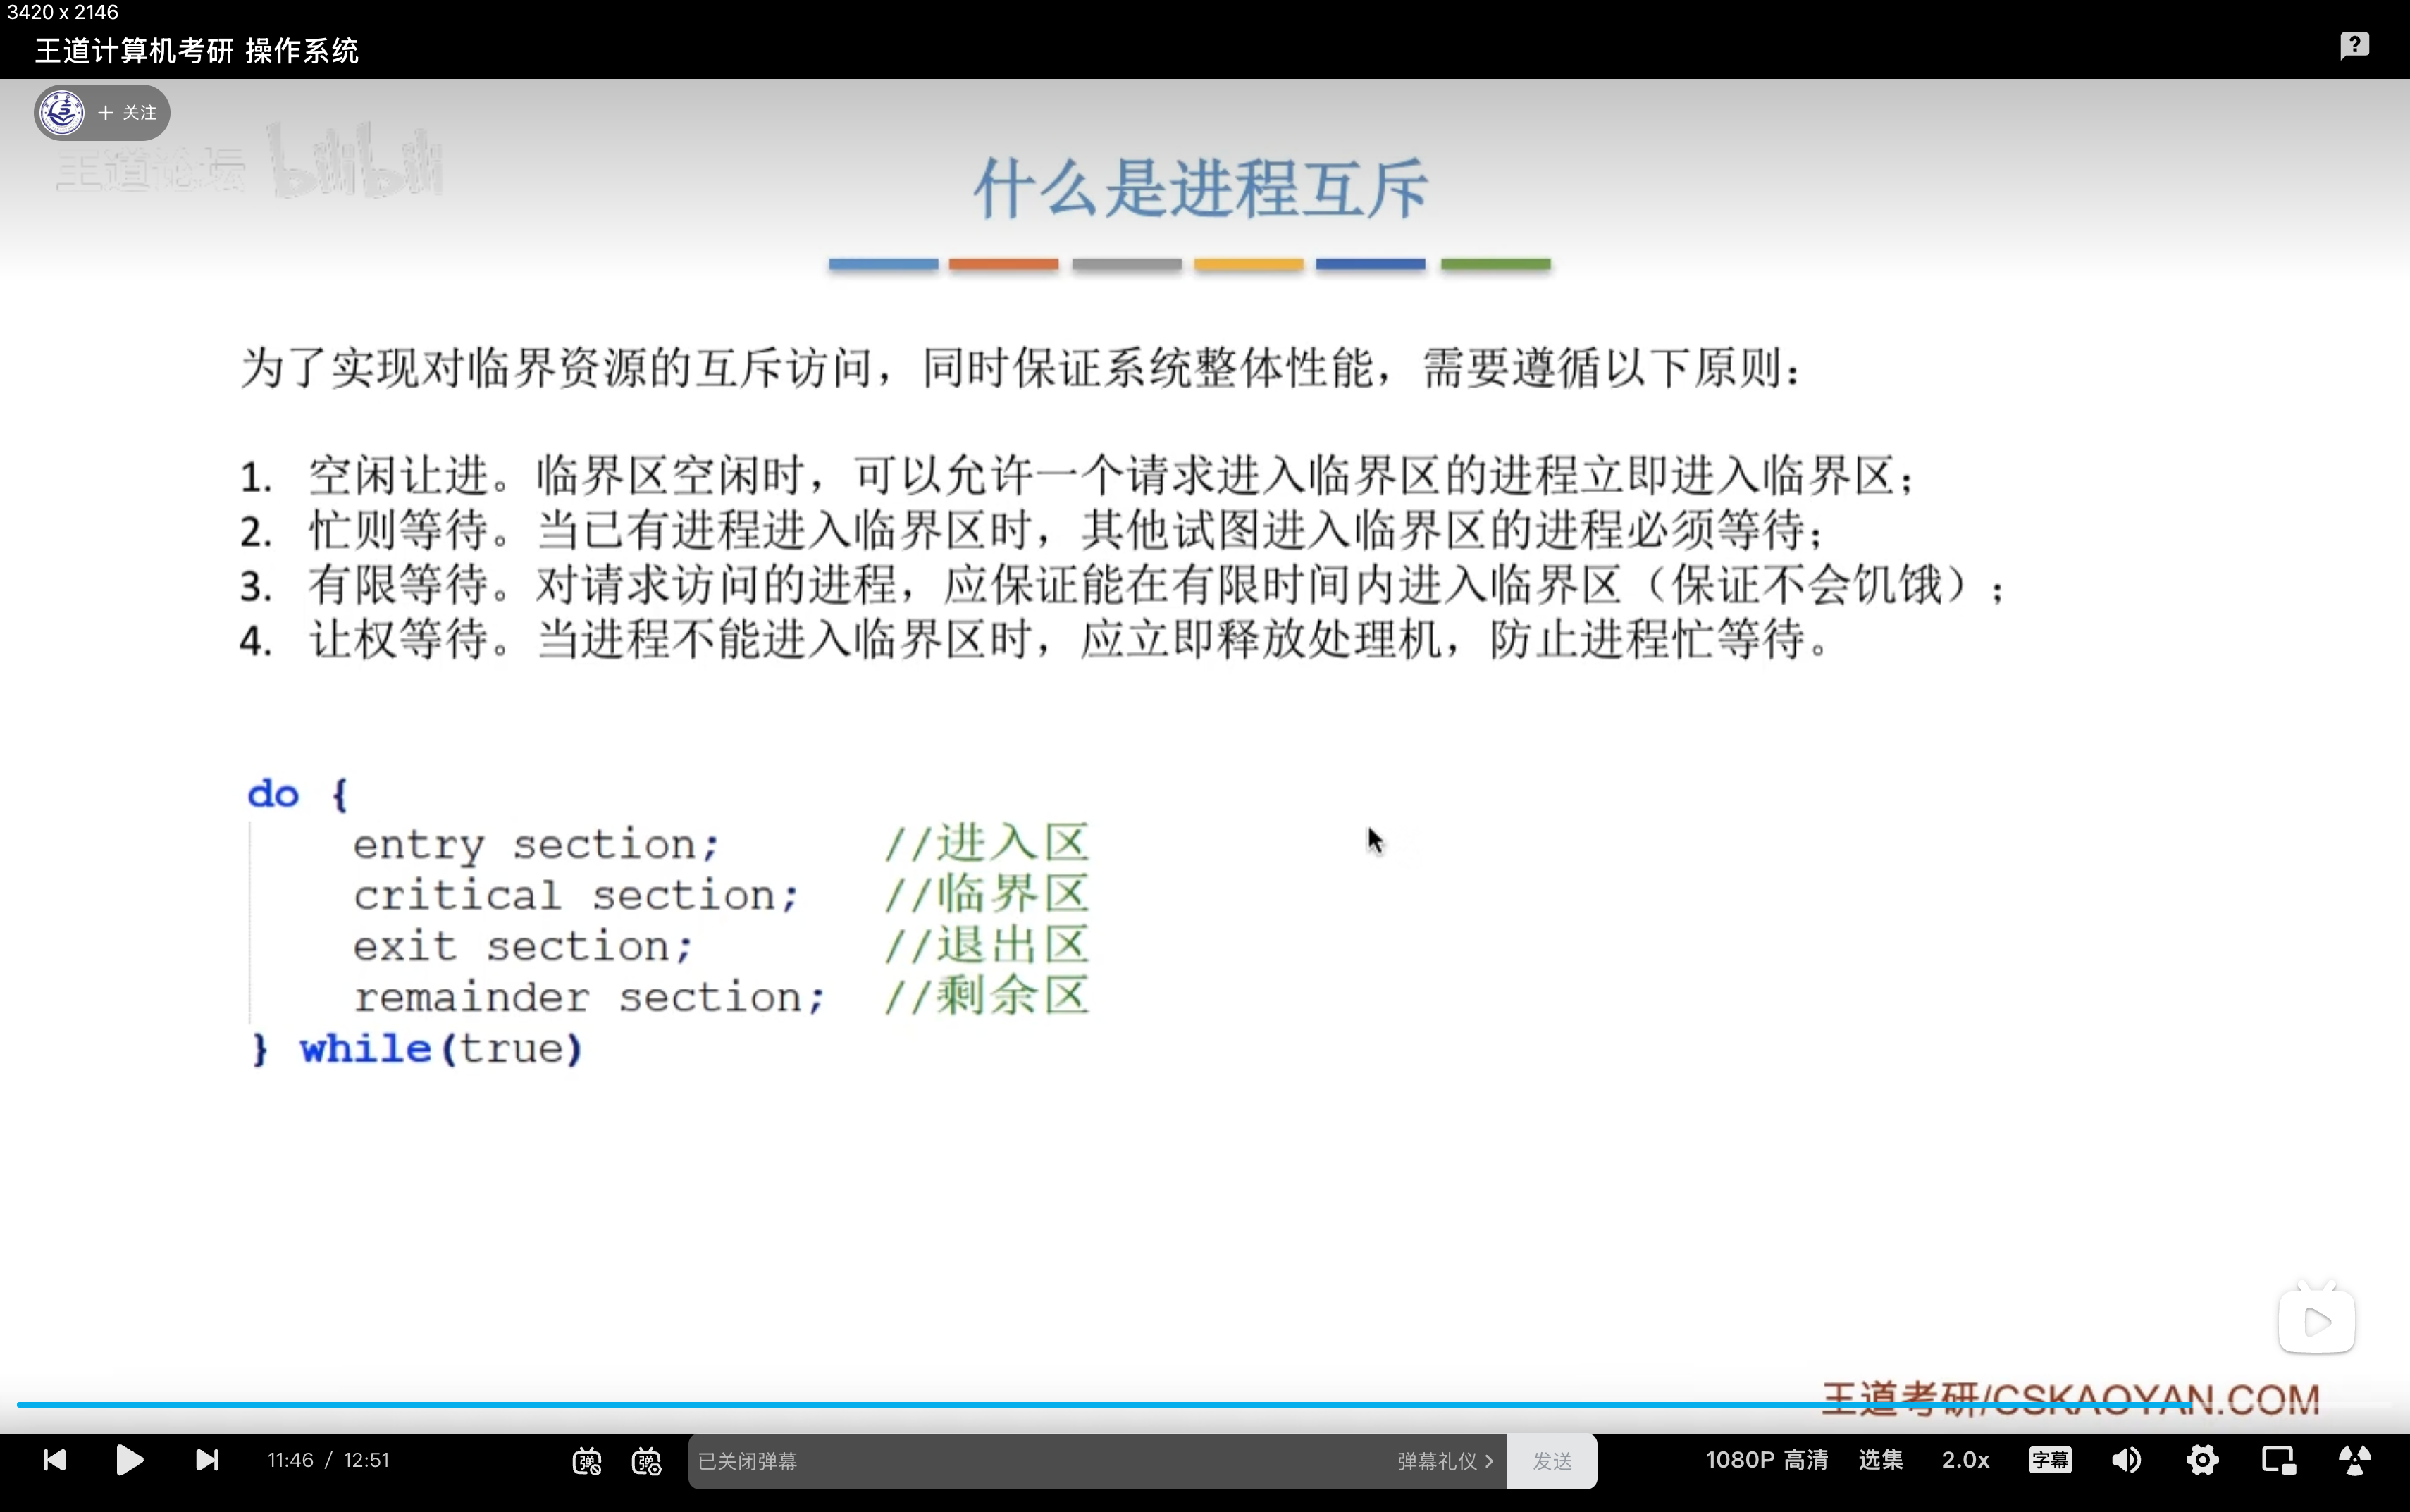 3420 x 2146
王道计算机考研 操作系统
+ 关注
王道论坛 bilibili
什么是进程互斥
为了实现对临界资源的互斥访问，同时保证系统整体性能，需要遵循以下原则：
1. 空闲让进。临界区空闲时，可以允许一个请求进入临界区的进程立即进入临界区；
2. 忙则等待。当已有进程进入临界区时，其他试图进入临界区的进程必须等待；
3. 有限等待。对请求访问的进程，应保证能在有限时间内进入临界区（保证不会饥饿）；
4. 让权等待。当进程不能进入临界区时，应立即释放处理机，防止进程忙等待。
do {
entry section; //进入区
critical section; //临界区
exit section; //退出区
remainder section; //剩余区
} while(true)
王道考研/CSKAOYAN.COM
11:46 / 12:51
弹
弹
已关闭弹幕
弹幕礼仪 >
发送
1080P 高清
选集
2.0x
字幕